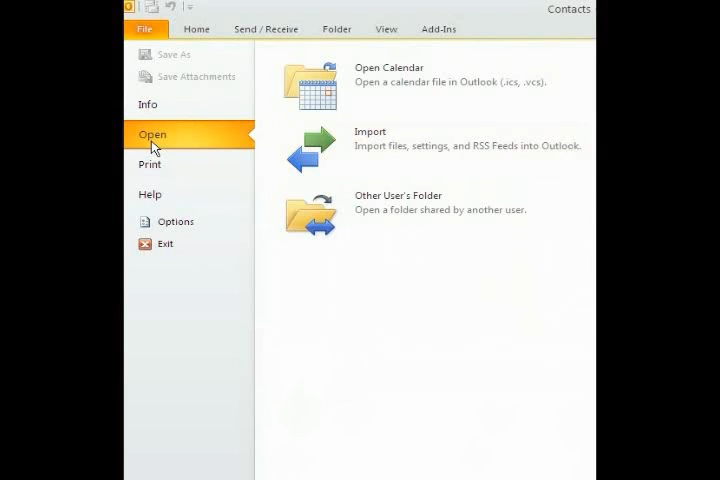 Contacts
File Home Send / Receive Folder View Add-Ins
Save As
Save Attachments
Info
Open
Print
Help
Options
Exit
Open Calendar
Open a calendar file in Outlook (.ics, .vcs).
Import
Import files, settings, and RSS Feeds into Outlook.
Other User's Folder
Open a folder shared by another user.